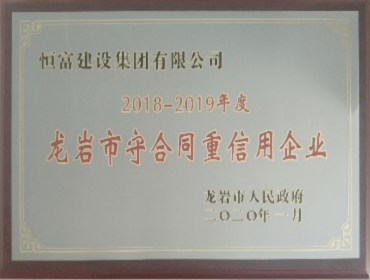 恒富建设集团有限公司
2018-2019年度
龙岩市守合同重信用企业
龙岩市人民政府
二〇二〇年一月